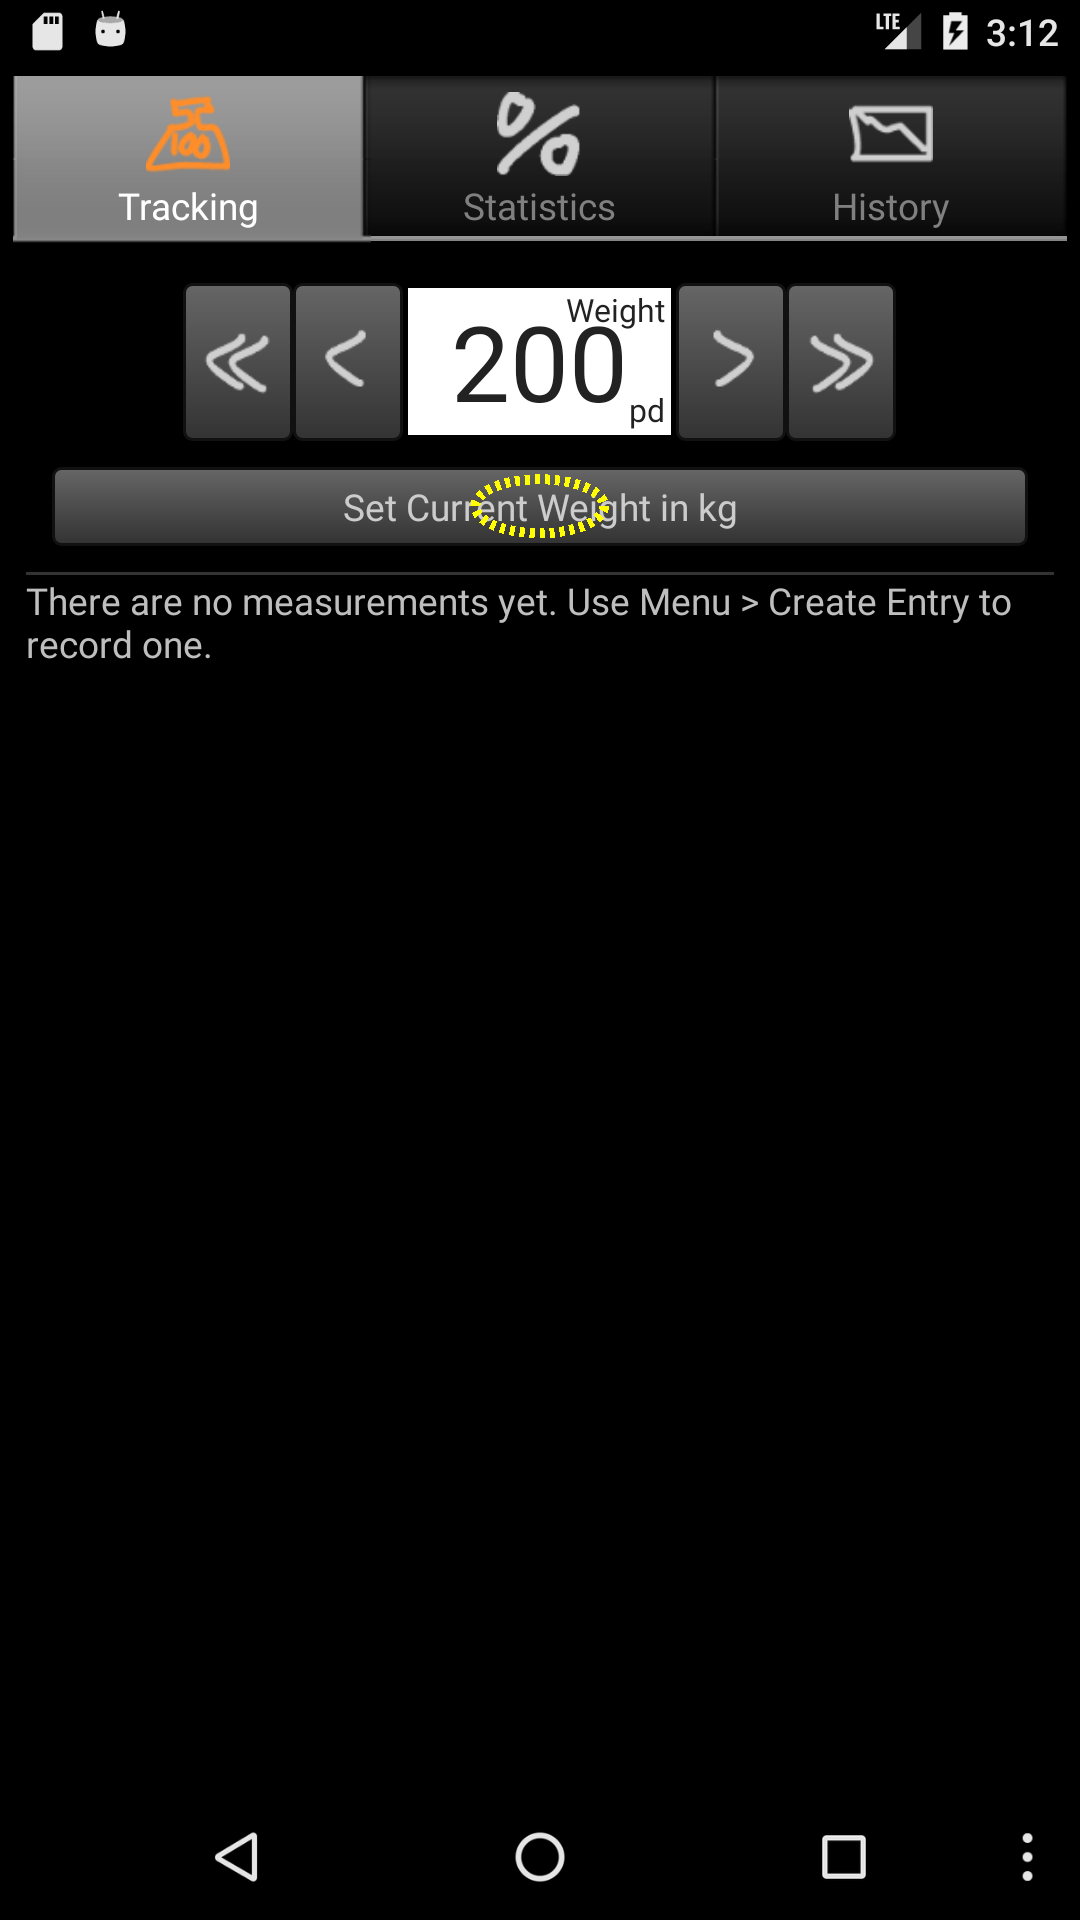 LTE 3:12
100
Tracking
Statistics
History
Weight
200
pd
Set Current Weight in kg
There are no measurements yet. Use Menu > Create Entry to
record one.